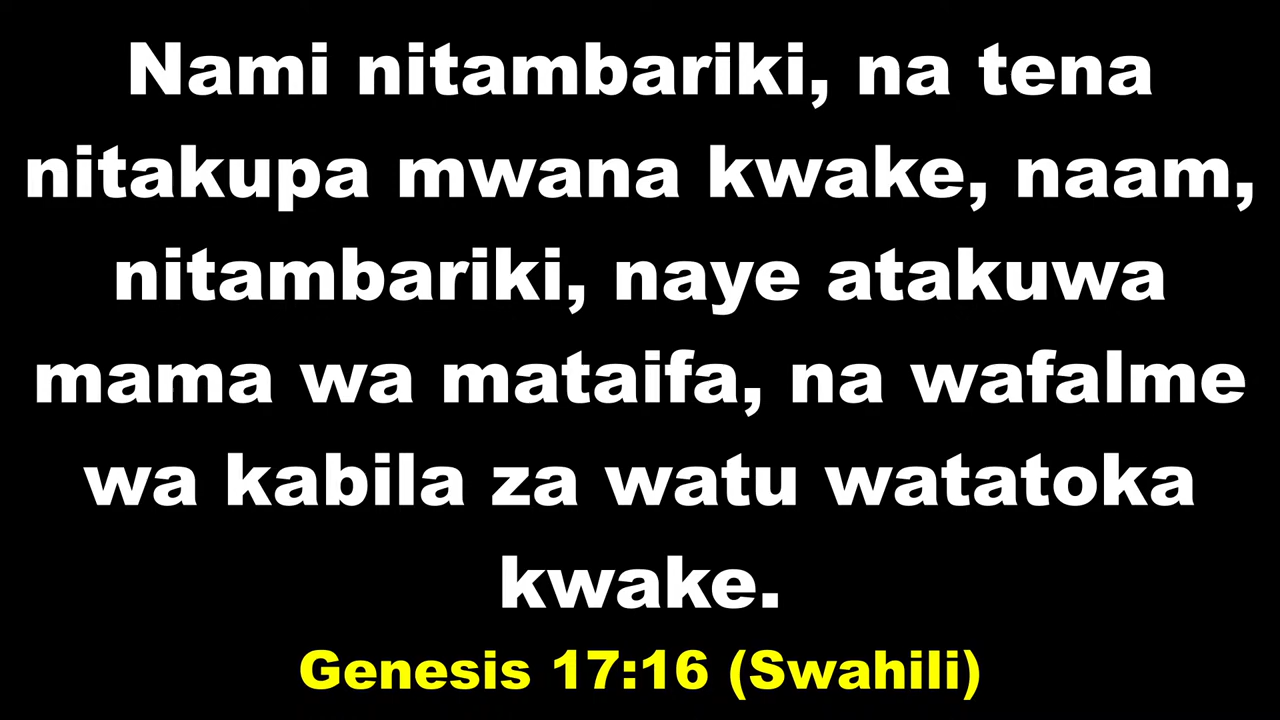 Nami nitambariki, na tena
nitakupa mwana kwake, naam,
nitambariki, naye atakuwa
mama wa mataifa, na wafalme
wa kabila za watu watatoka
kwake.
Genesis 17:16 (Swahili)